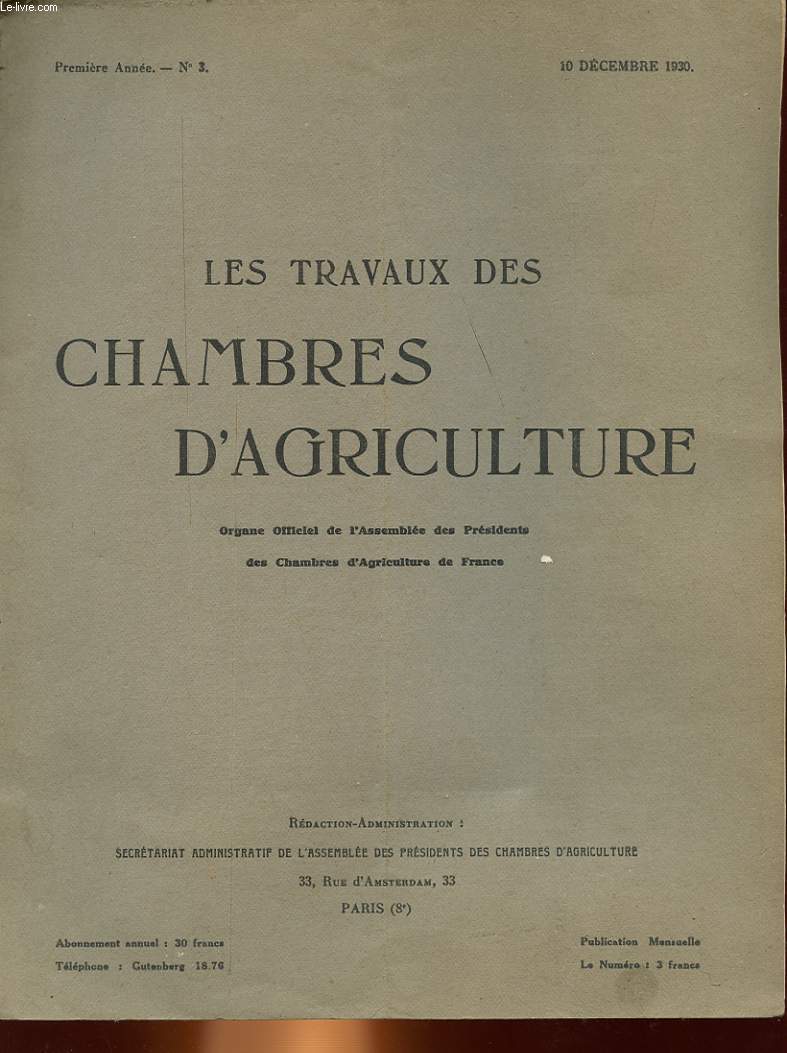 Le-livre.com
Première Année. — N° 3.
10 DÉCEMBRE 1930.
LES TRAVAUX DES
CHAMBRES
D'AGRICULTURE
Organe Officiel de l'Assemblée des Présidents
des Chambres d'Agriculture de France
RÉDACTION-ADMINISTRATION :
SECRÉTARIAT ADMINISTRATIF DE L'ASSEMBLÉE DES PRÉSIDENTS DES CHAMBRES D'AGRICULTURE
33, RUE D'AMSTERDAM, 33
PARIS (8e)
Abonnement annuel : 30 francs
Téléphone : Gutenberg 18.76
Publication Mensuelle
Le Numéro : 3 francs